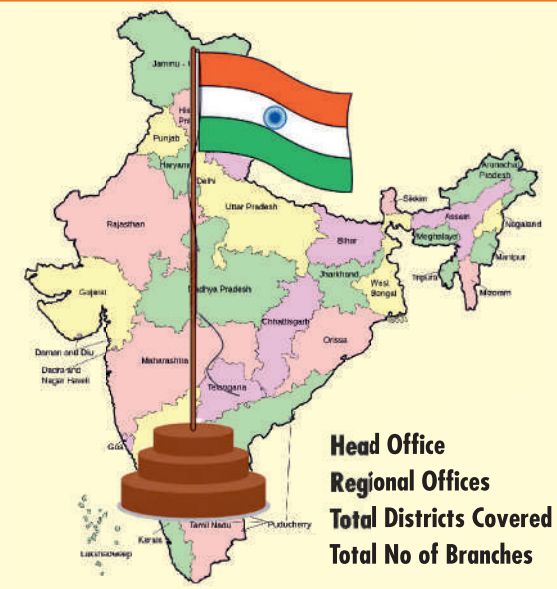 Jammu -
Punjab
Haryana
Delhi
Rajasthan
Uttar Pradesh
Sikkim
Arunachal
Pradesh
Assam
Nagaland
Meghalaya
Manipur
Tripura
Mizoram
Bihar
Jharkhand
West
Bengal
Gujarat
Madhya Pradesh
Chhattisgarh
Orissa
Daman and Diu
Dadra and
Nagar Haveli
Maharashtra
Telangana
Goa
Head Office
Regional Offices
Total Districts Covered
Total No of Branches
Tamil Nadu
Puducherry
Kerala
Lakshadweep